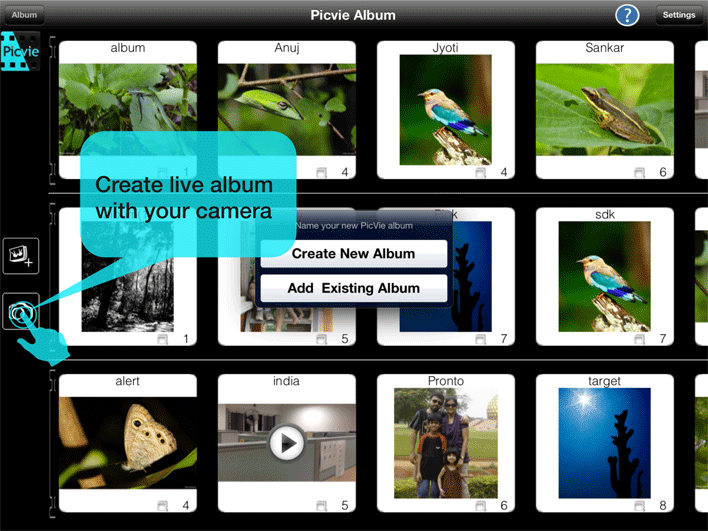 Album
Picvie Album
?
Settings
Picvie
album
Anuj
Jyoti
Sankar
1
4
4
6
Create live album
with your camera
Name your new PicVie album
Create New Album
Add Existing Album
sdk
1
5
7
7
alert
india
Pronto
target
4
5
6
8